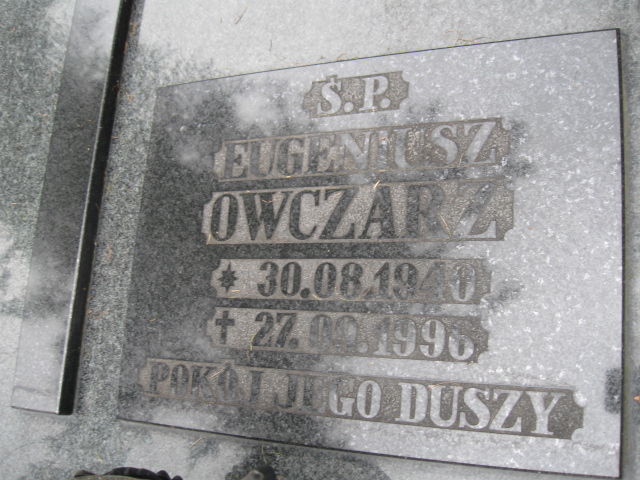 Ś.P.
EUGENIUSZ
OWCZARZ
* 30.08.1940
† 27.09.1996
POKÓJ JEGO DUSZY